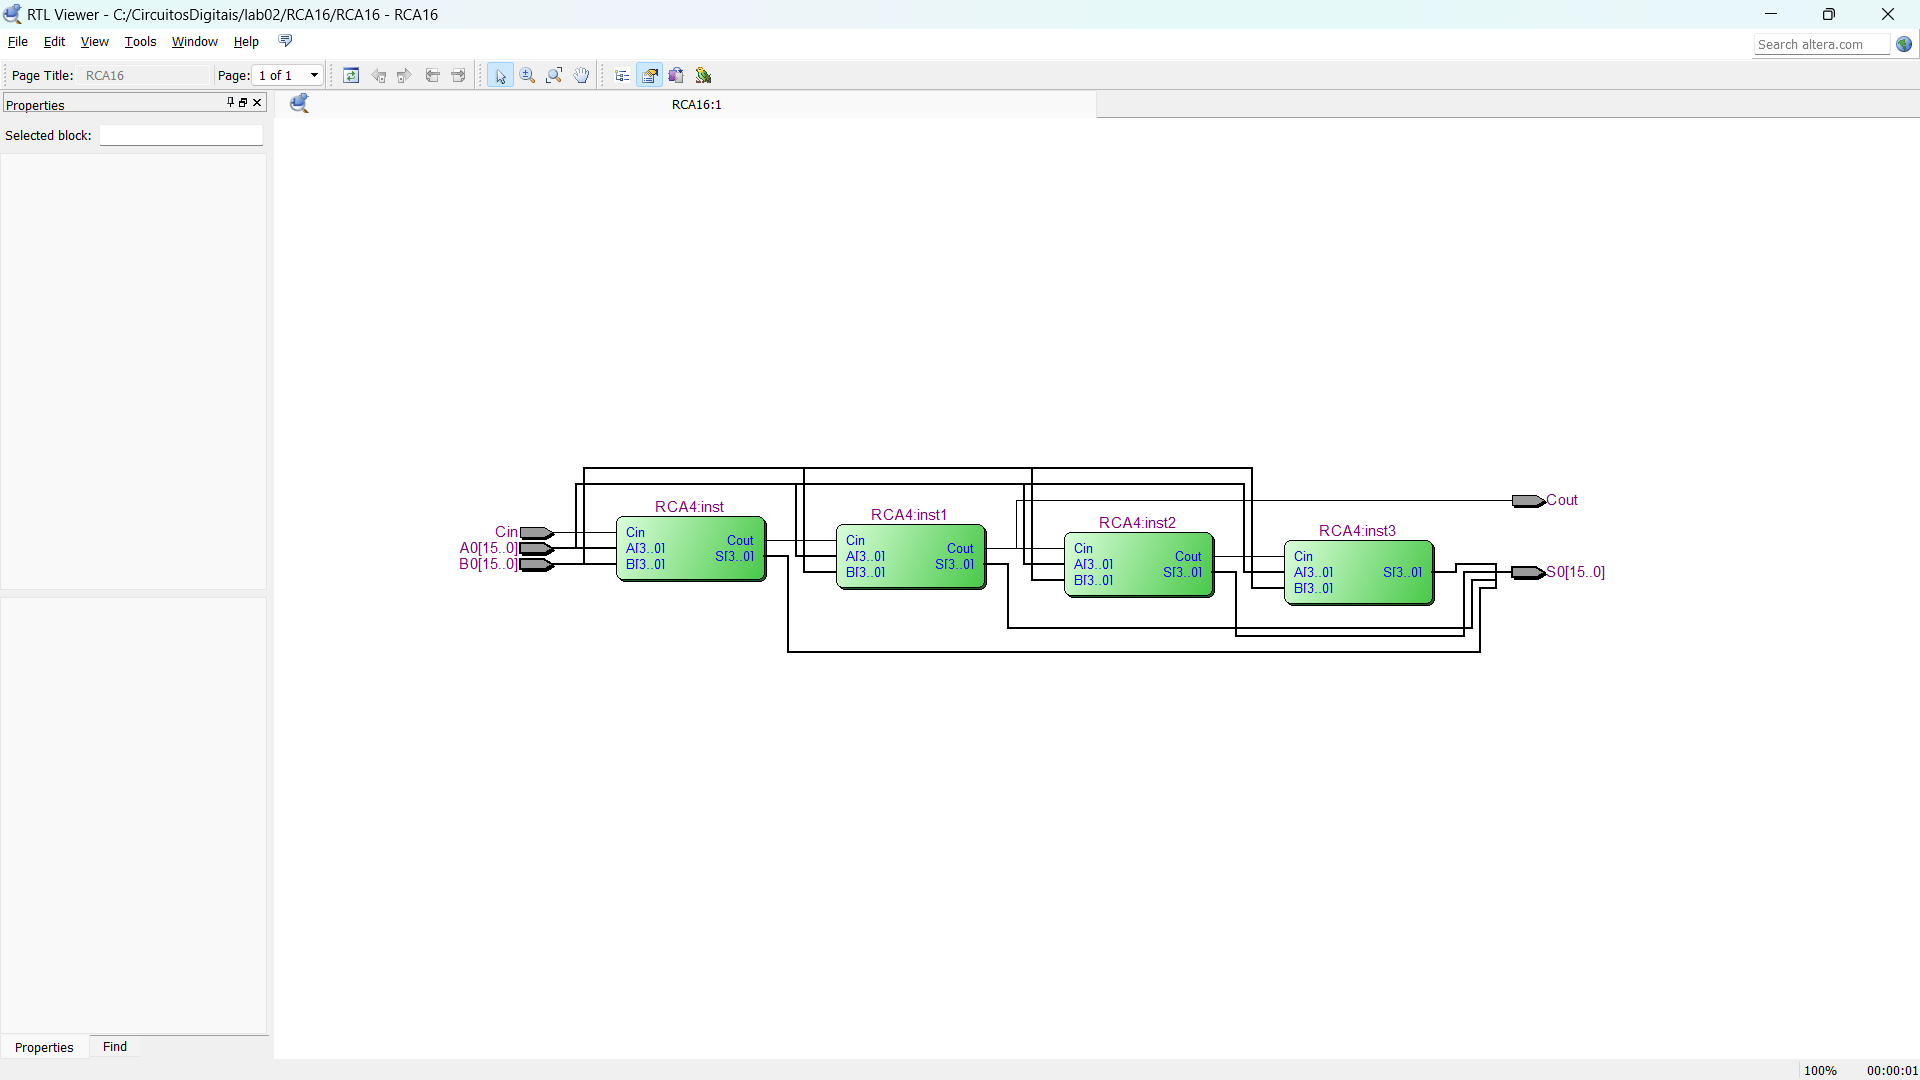 RTL Viewer - C:/CircuitosDigitais/lab02/RCA16/RCA16 - RCA16
File Edit View Tools Window Help
Search altera.com
Page Title: RCA16 Page: 1 of 1
Properties
RCA16:1
Selected block:
Cout
RCA4:inst
RCA4:inst1
RCA4:inst2
RCA4:inst3
Cin
A0[15..0]
B0[15..0]
Cin
A[3..0]
B[3..0]
Cout
S[3..0]
Cin
A[3..0]
B[3..0]
Cout
S[3..0]
Cin
A[3..0]
B[3..0]
Cout
S[3..0]
Cin
A[3..0]
B[3..0]
S[3..0]
S0[15..0]
Properties Find
100% 00:00:01